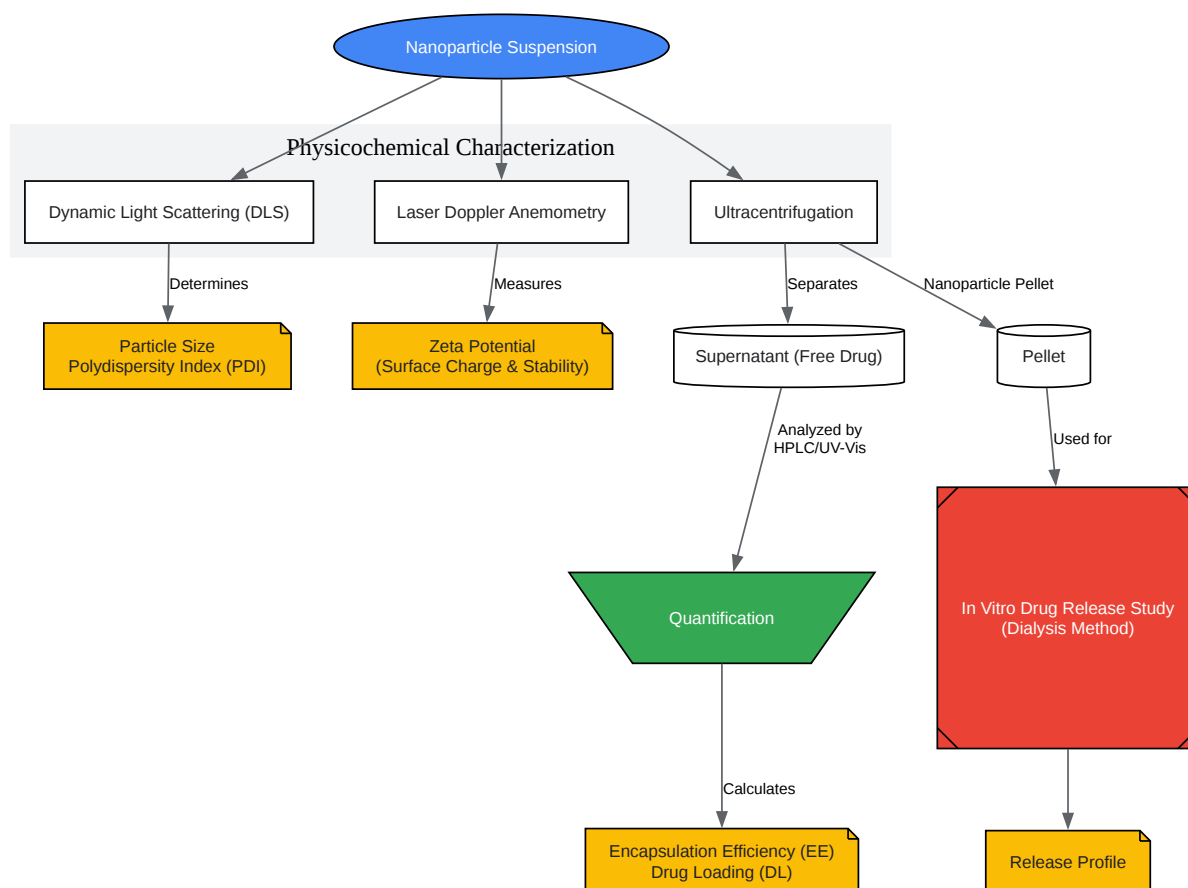 Nanoparticle Suspension
Physicochemical Characterization
Dynamic Light Scattering (DLS)
Laser Doppler Anemometry
Ultracentrifugation
Determines
Measures
Separates
Nanoparticle Pellet
Particle Size
Polydispersity Index (PDI)
Zeta Potential
(Surface Charge & Stability)
Supernatant (Free Drug)
Pellet
Analyzed by
HPLC/UV-Vis
Used for
Quantification
In Vitro Drug Release Study
(Dialysis Method)
Calculates
Encapsulation Efficiency (EE)
Drug Loading (DL)
Release Profile